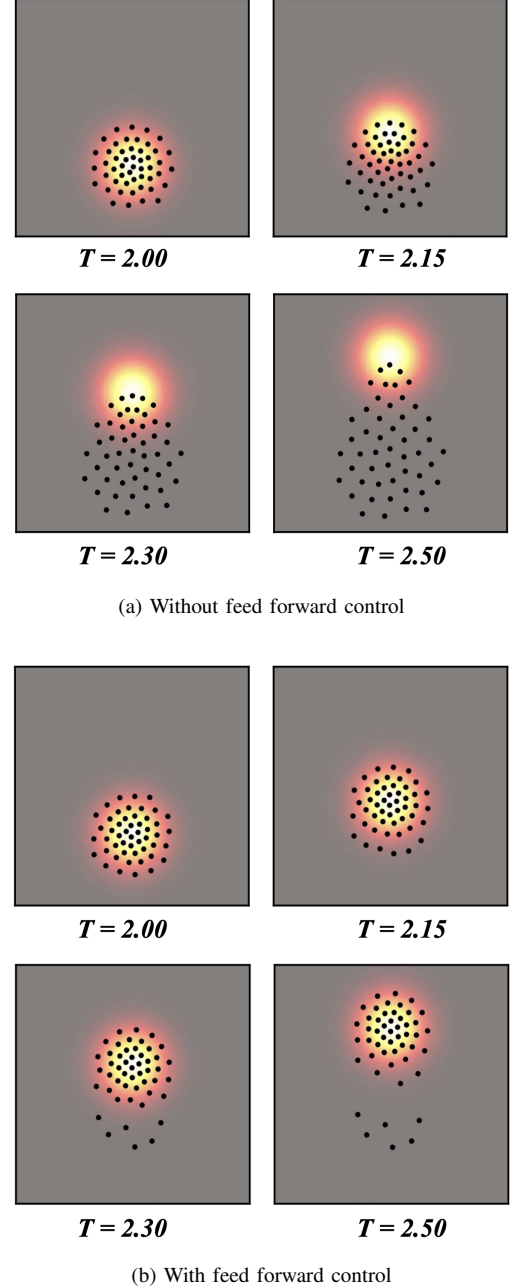 T = 2.00
T = 2.15
T = 2.30
T = 2.50
(a) Without feed forward control
T = 2.00
T = 2.15
T = 2.30
T = 2.50
(b) With feed forward control